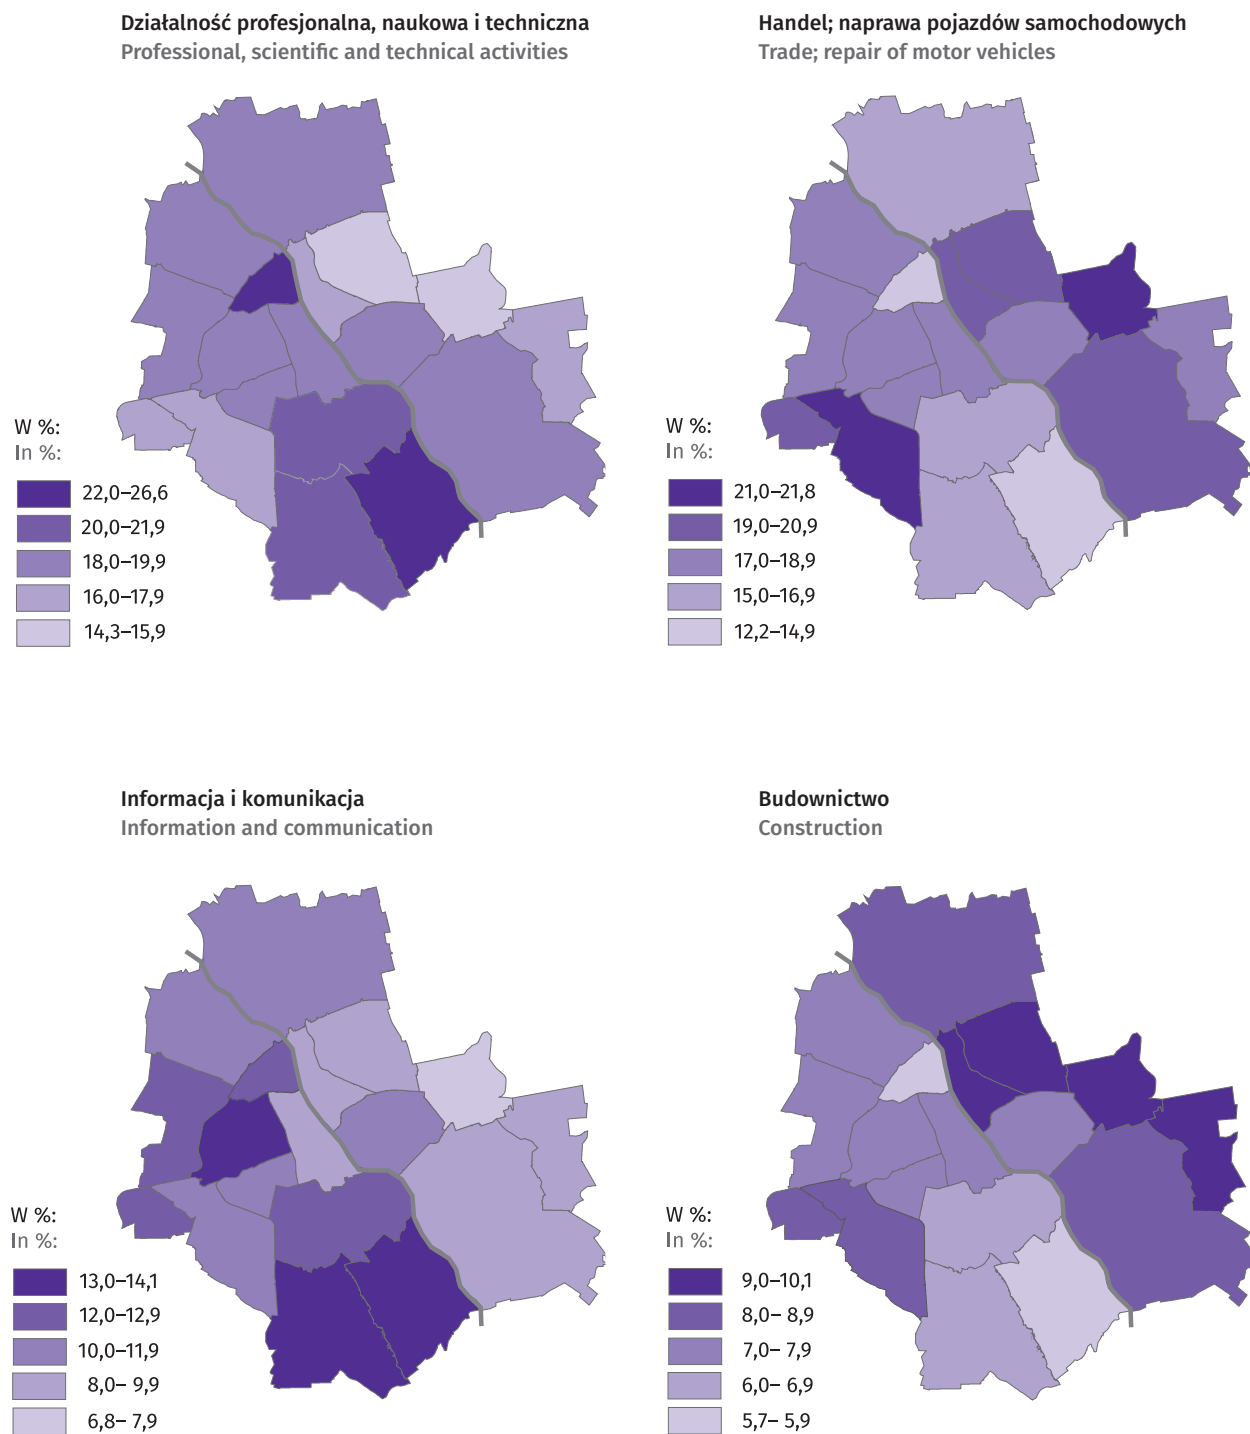 Działalność profesjonalna, naukowa i techniczna
Professional, scientific and technical activities
W %:
In %:
22,0–26,6
20,0–21,9
18,0–19,9
16,0–17,9
14,3–15,9
Handel; naprawa pojazdów samochodowych
Trade; repair of motor vehicles
W %:
In %:
21,0–21,8
19,0–20,9
17,0–18,9
15,0–16,9
12,2–14,9
Informacja i komunikacja
Information and communication
W %:
In %:
13,0–14,1
12,0–12,9
10,0–11,9
8,0– 9,9
6,8– 7,9
Budownictwo
Construction
W %:
In %:
9,0–10,1
8,0– 8,9
7,0– 7,9
6,0– 6,9
5,7– 5,9